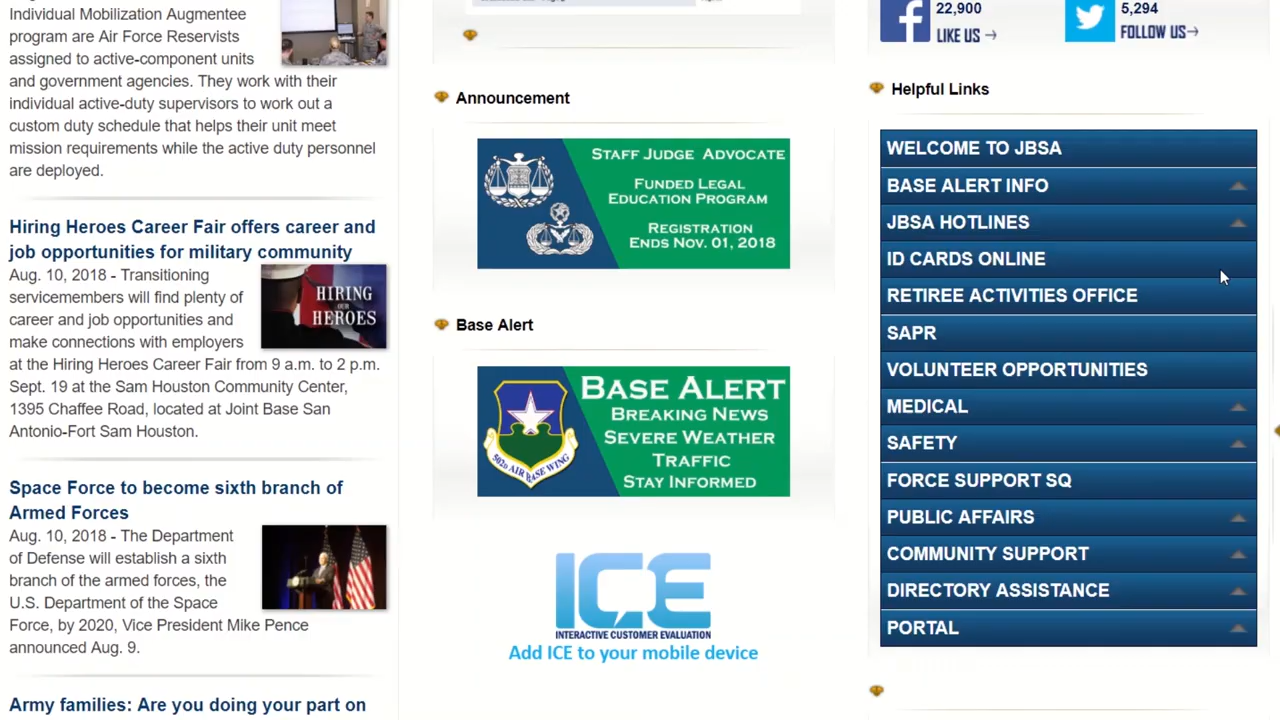 Individual Mobilization Augmentee
program are Air Force Reservists
assigned to active-component units
and government agencies. They work with their
individual active-duty supervisors to work out a
custom duty schedule that helps their unit meet
mission requirements while the active duty personnel
are deployed.
Hiring Heroes Career Fair offers career and
job opportunities for military community
Aug. 10, 2018 - Transitioning
servicemembers will find plenty of
career and job opportunities and
make connections with employers
at the Hiring Heroes Career Fair from 9 a.m. to 2 p.m.
Sept. 19 at the Sam Houston Community Center,
1395 Chaffee Road, located at Joint Base San
Antonio-Fort Sam Houston.
HIRING
OUR
HEROES
Space Force to become sixth branch of
Armed Forces
Aug. 10, 2018 - The Department
of Defense will establish a sixth
branch of the armed forces, the
U.S. Department of the Space
Force, by 2020, Vice President Mike Pence
announced Aug. 9.
Army families: Are you doing your part on
Announcement
STAFF JUDGE ADVOCATE
FUNDED LEGAL
EDUCATION PROGRAM
REGISTRATION
ENDS NOV. 01, 2018
Base Alert
BASE ALERT
BREAKING NEWS
SEVERE WEATHER
TRAFFIC
STAY INFORMED
502D AIR BASE WING
ICE
INTERACTIVE CUSTOMER EVALUATION
Add ICE to your mobile device
22,900
LIKE US
5,294
FOLLOW US
Helpful Links
WELCOME TO JBSA
BASE ALERT INFO
JBSA HOTLINES
ID CARDS ONLINE
RETIREE ACTIVITIES OFFICE
SAPR
VOLUNTEER OPPORTUNITIES
MEDICAL
SAFETY
FORCE SUPPORT SQ
PUBLIC AFFAIRS
COMMUNITY SUPPORT
DIRECTORY ASSISTANCE
PORTAL